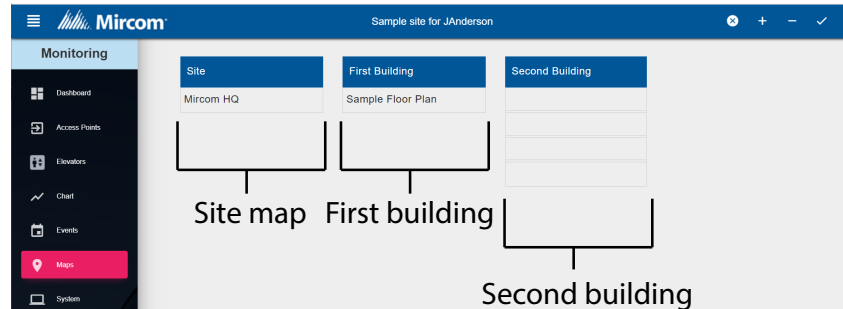 Mircom
Sample site for JAnderson
Monitoring
Dashboard
Access Points
Elevators
Chart
Events
Maps
System
Site
First Building
Second Building
Mircom HQ
Sample Floor Plan
Site map
First building
Second building